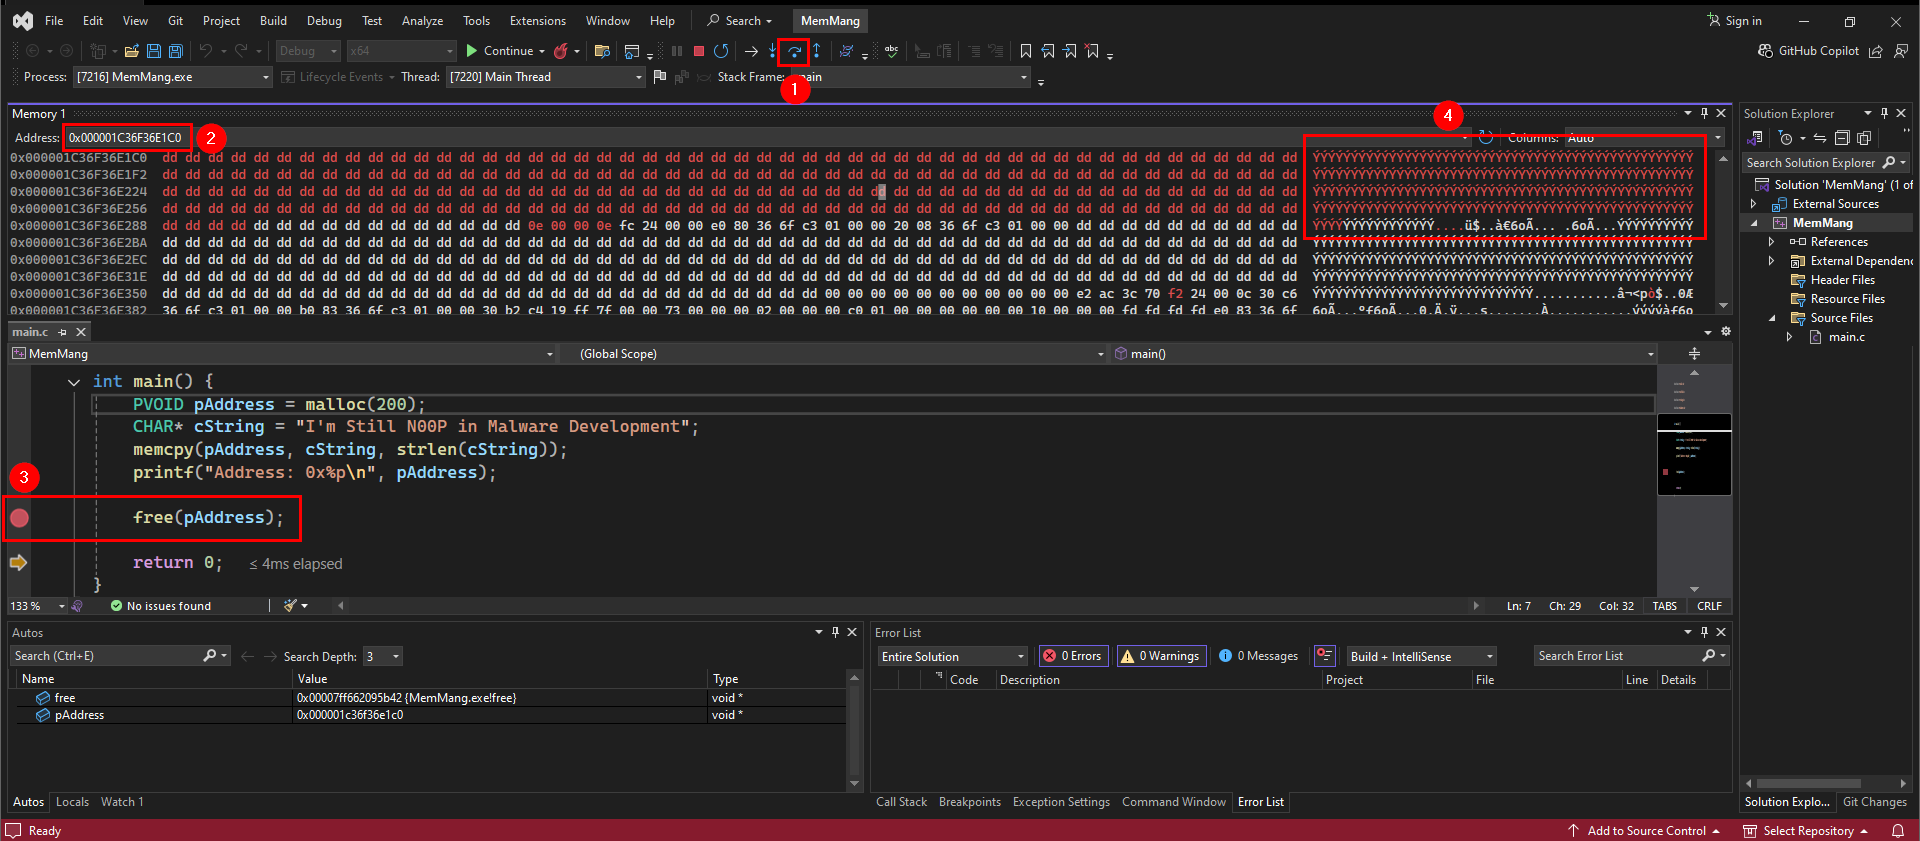 File Edit View Git Project Build Debug Test Analyze Tools Extensions Window Help Search MemMang Sign in
Debug x64 Continue GitHub Copilot
Process: [7216] MemMang.exe Lifecycle Events Thread: [7220] Main Thread Stack Frame: main
1
Memory 1
4
Address: 0x000001C36F36E1C0 2 Columns: Auto
0x000001C36F36E1C0 dd dd dd dd dd dd dd dd dd dd dd dd dd dd dd dd dd dd dd dd dd dd dd dd dd dd dd dd dd dd dd dd dd dd dd dd dd dd dd dd dd dd dd dd dd dd dd dd dd dd ÝÝÝÝÝÝÝÝÝÝÝÝÝÝÝÝÝÝÝÝÝÝÝÝÝÝÝÝÝÝÝÝÝÝÝÝÝÝÝÝÝÝÝÝÝÝÝÝÝÝ
0x000001C36F36E1F2 dd dd dd dd dd dd dd dd dd dd dd dd dd dd dd dd dd dd dd dd dd dd dd dd dd dd dd dd dd dd dd dd dd dd dd dd dd dd dd dd dd dd dd dd dd dd dd dd dd dd ÝÝÝÝÝÝÝÝÝÝÝÝÝÝÝÝÝÝÝÝÝÝÝÝÝÝÝÝÝÝÝÝÝÝÝÝÝÝÝÝÝÝÝÝÝÝÝÝÝÝ
0x000001C36F36E224 dd dd dd dd dd dd dd dd dd dd dd dd dd dd dd dd dd dd dd dd dd dd dd dd dd dd dd dd dd dd dd dd dd dd dd dd dd dd dd dd dd dd dd dd dd dd dd dd dd dd ÝÝÝÝÝÝÝÝÝÝÝÝÝÝÝÝÝÝÝÝÝÝÝÝÝÝÝÝÝÝÝÝÝÝÝÝÝÝÝÝÝÝÝÝÝÝÝÝÝÝ
0x000001C36F36E256 dd dd dd dd dd dd dd dd dd dd dd dd dd dd dd dd dd dd dd dd dd dd dd dd dd dd dd dd dd dd dd dd dd dd dd dd dd dd dd dd dd dd dd dd dd dd dd dd dd dd ÝÝÝÝÝÝÝÝÝÝÝÝÝÝÝÝÝÝÝÝÝÝÝÝÝÝÝÝÝÝÝÝÝÝÝÝÝÝÝÝÝÝÝÝÝÝÝÝÝÝ
0x000001C36F36E288 dd dd dd dd dd dd dd dd dd dd dd dd dd dd dd dd 0e 00 00 0e fc 24 00 00 e0 80 36 6f c3 01 00 00 20 08 36 6f c3 01 00 00 dd dd dd dd dd dd dd dd dd dd ÝÝÝÝÝÝÝÝÝÝÝÝÝÝÝÝ....ü$..à€6oÃ... .6oÃ...ÝÝÝÝÝÝÝÝÝÝ
0x000001C36F36E2BA dd dd dd dd dd dd dd dd dd dd dd dd dd dd dd dd dd dd dd dd dd dd dd dd dd dd dd dd dd dd dd dd dd dd dd dd dd dd dd dd dd dd dd dd dd dd dd dd dd dd ÝÝÝÝÝÝÝÝÝÝÝÝÝÝÝÝÝÝÝÝÝÝÝÝÝÝÝÝÝÝÝÝÝÝÝÝÝÝÝÝÝÝÝÝÝÝÝÝÝÝ
0x000001C36F36E2EC dd dd dd dd dd dd dd dd dd dd dd dd dd dd dd dd dd dd dd dd dd dd dd dd dd dd dd dd dd dd dd dd dd dd dd dd dd dd dd dd dd dd dd dd dd dd dd dd dd dd ÝÝÝÝÝÝÝÝÝÝÝÝÝÝÝÝÝÝÝÝÝÝÝÝÝÝÝÝÝÝÝÝÝÝÝÝÝÝÝÝÝÝÝÝÝÝÝÝÝÝ
0x000001C36F36E31E dd dd dd dd dd dd dd dd dd dd dd dd dd dd dd dd dd dd dd dd dd dd dd dd dd dd dd dd dd dd dd dd dd dd dd dd dd dd dd dd dd dd dd dd dd dd dd dd dd dd ÝÝÝÝÝÝÝÝÝÝÝÝÝÝÝÝÝÝÝÝÝÝÝÝÝÝÝÝÝÝÝÝÝÝÝÝÝÝÝÝÝÝÝÝÝÝÝÝÝÝ
0x000001C36F36E350 dd dd dd dd dd dd dd dd dd dd dd dd dd dd dd dd dd dd dd dd dd dd dd dd dd dd dd dd dd 00 00 00 00 00 00 00 00 00 00 00 e2 ac 3c 70 f2 24 00 0c 30 c6 ÝÝÝÝÝÝÝÝÝÝÝÝÝÝÝÝÝÝÝÝÝÝÝÝÝÝÝÝÝ...........â¬<pò$..0Æ
0x000001C36F36E382 36 6f c3 01 00 00 b0 83 36 6f c3 01 00 00 30 b2 c4 19 ff 7f 00 00 73 00 00 00 02 00 00 00 c0 01 00 00 00 00 00 00 10 00 00 00 fd fd fd fd e0 83 36 6f
main.c
MemMang (Global Scope) main()
int main() {
PVOID pAddress = malloc(200);
CHAR* cString = "I'm Still N00P in Malware Development";
memcpy(pAddress, cString, strlen(cString));
printf("Address: 0x%p\n", pAddress);
3
free(pAddress);
return 0; ≤ 4ms elapsed
}
133 % No issues found Ln: 7 Ch: 29 Col: 32 TABS CRLF
Autos
Search (Ctrl+E) Search Depth: 3
Name Value Type
free 0x00007ff662095b42 {MemMang.exe!free} void *
pAddress 0x000001c36f36e1c0 void *
Autos Locals Watch 1
Error List
Entire Solution 0 Errors 0 Warnings 0 Messages Build + IntelliSense Search Error List
Code Description Project File Line Details
Call Stack Breakpoints Exception Settings Command Window Error List
Solution Explorer
Search Solution Explorer
Solution 'MemMang' (1 of
External Sources
MemMang
References
External Dependenc
Header Files
Resource Files
Source Files
main.c
Solution Explo... Git Changes
Ready Add to Source Control Select Repository